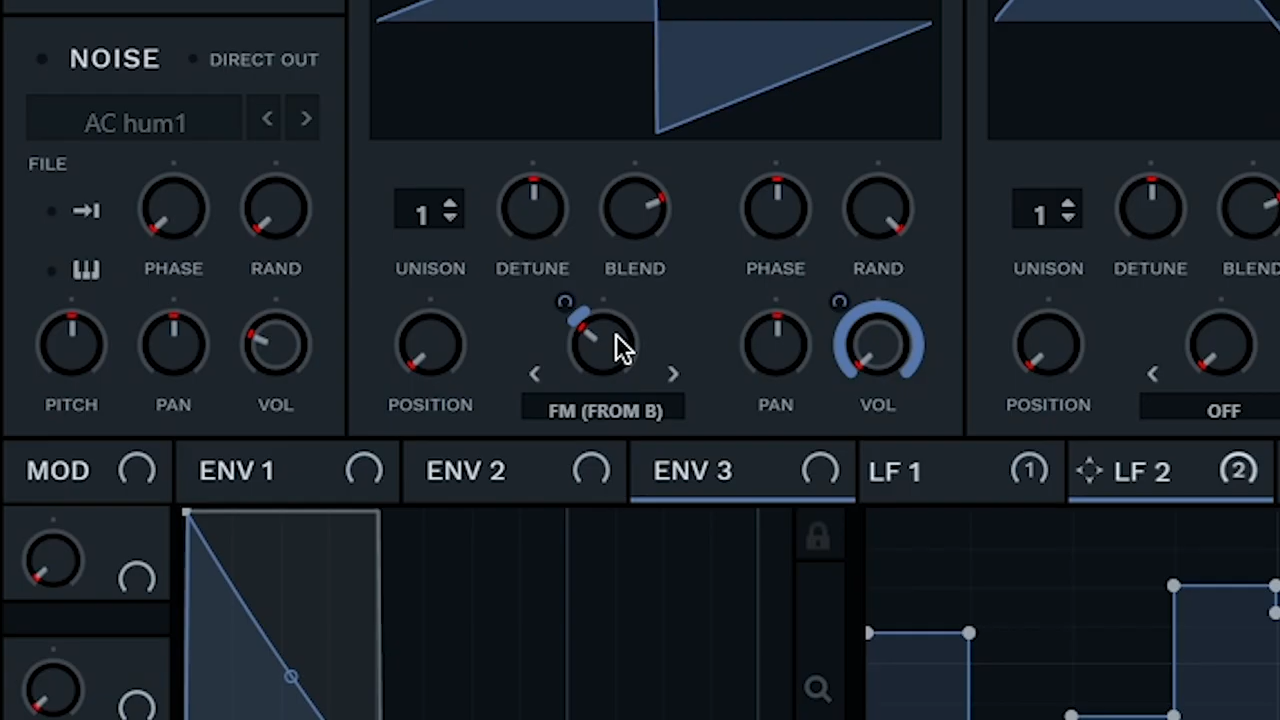 NOISE DIRECT OUT
AC hum1 < >
FILE
PHASE RAND
PITCH PAN VOL
1
UNISON DETUNE BLEND PHASE RAND
POSITION < FM (FROM B) > PAN VOL
1
UNISON DETUNE BLEND
POSITION < OFF
MOD ENV 1 ENV 2 ENV 3 LF 1 1 LF 2 2